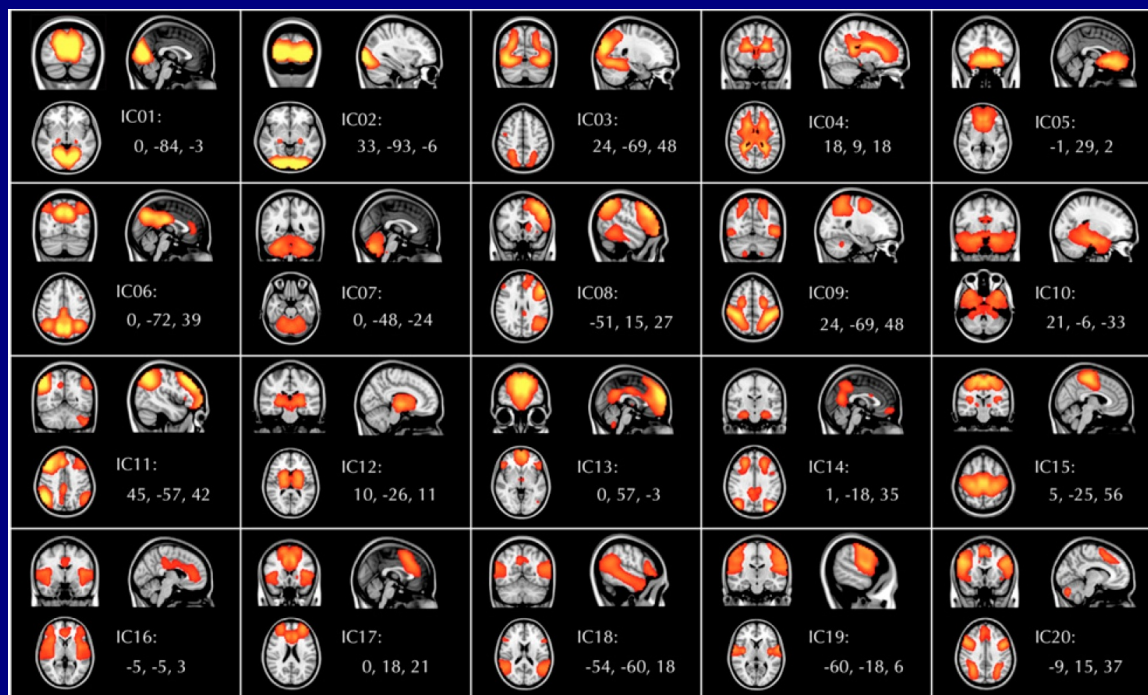 IC01:
0, -84, -3
IC02:
33, -93, -6
IC03:
24, -69, 48
IC04:
18, 9, 18
IC05:
-1, 29, 2
IC06:
0, -72, 39
IC07:
0, -48, -24
IC08:
-51, 15, 27
IC09:
24, -69, 48
IC10:
21, -6, -33
IC11:
45, -57, 42
IC12:
10, -26, 11
IC13:
0, 57, -3
IC14:
1, -18, 35
IC15:
5, -25, 56
IC16:
-5, -5, 3
IC17:
0, 18, 21
IC18:
-54, -60, 18
IC19:
-60, -18, 6
IC20:
-9, 15, 37